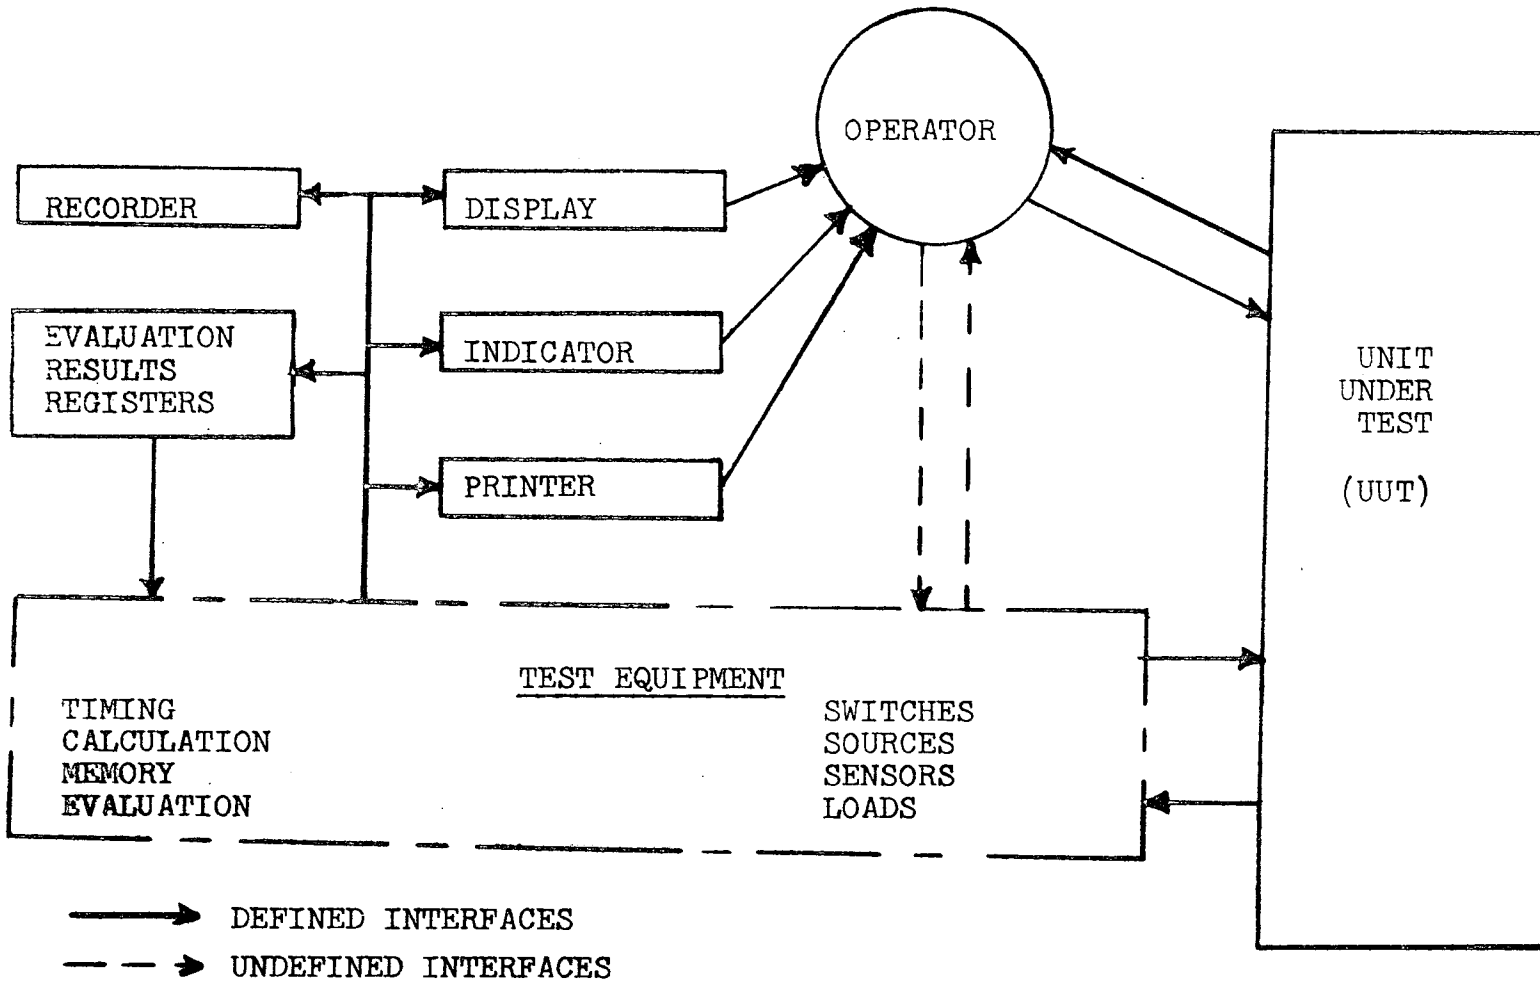 OPERATOR
RECORDER
DISPLAY
EVALUATION
RESULTS
REGISTERS
INDICATOR
PRINTER
UNIT
UNDER
TEST
(UUT)
TEST EQUIPMENT
TIMING
CALCULATION
MEMORY
EVALUATION
SWITCHES
SOURCES
SENSORS
LOADS
DEFINED INTERFACES
UNDEFINED INTERFACES